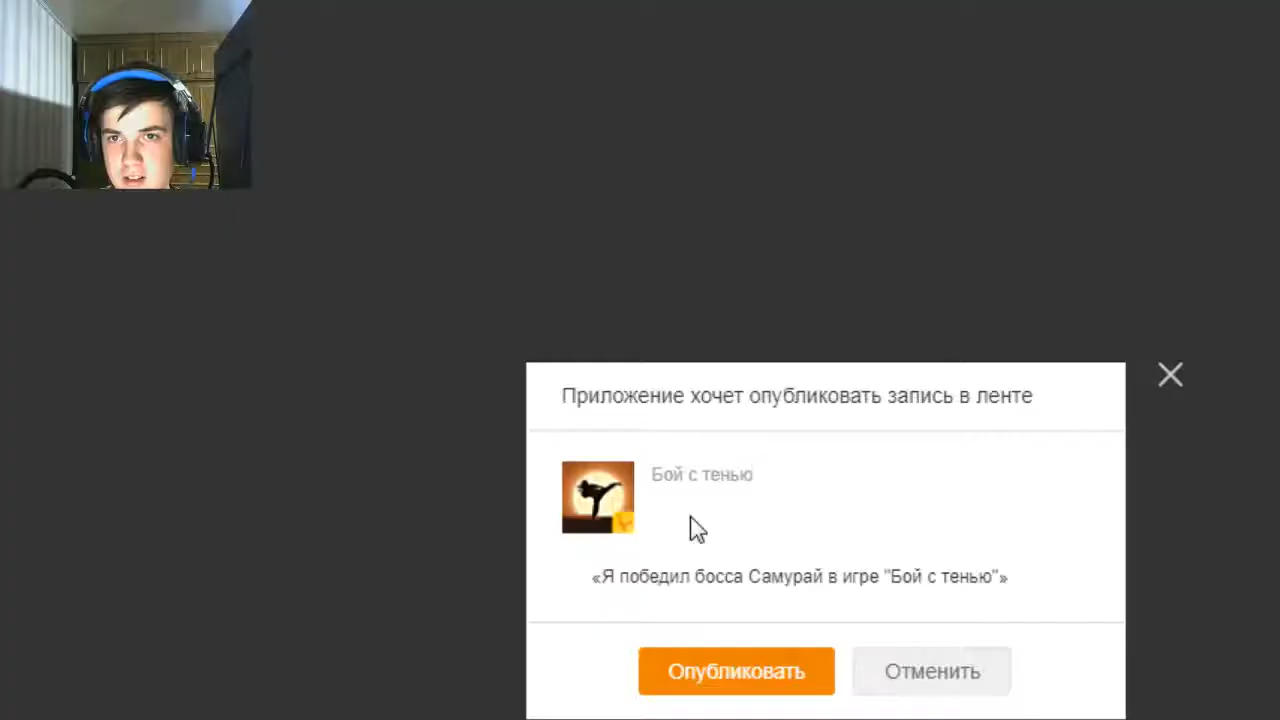 Приложение хочет опубликовать запись в ленте
Бой с тенью
«Я победил босса Самурай в игре "Бой с тенью"»
Опубликовать
Отменить